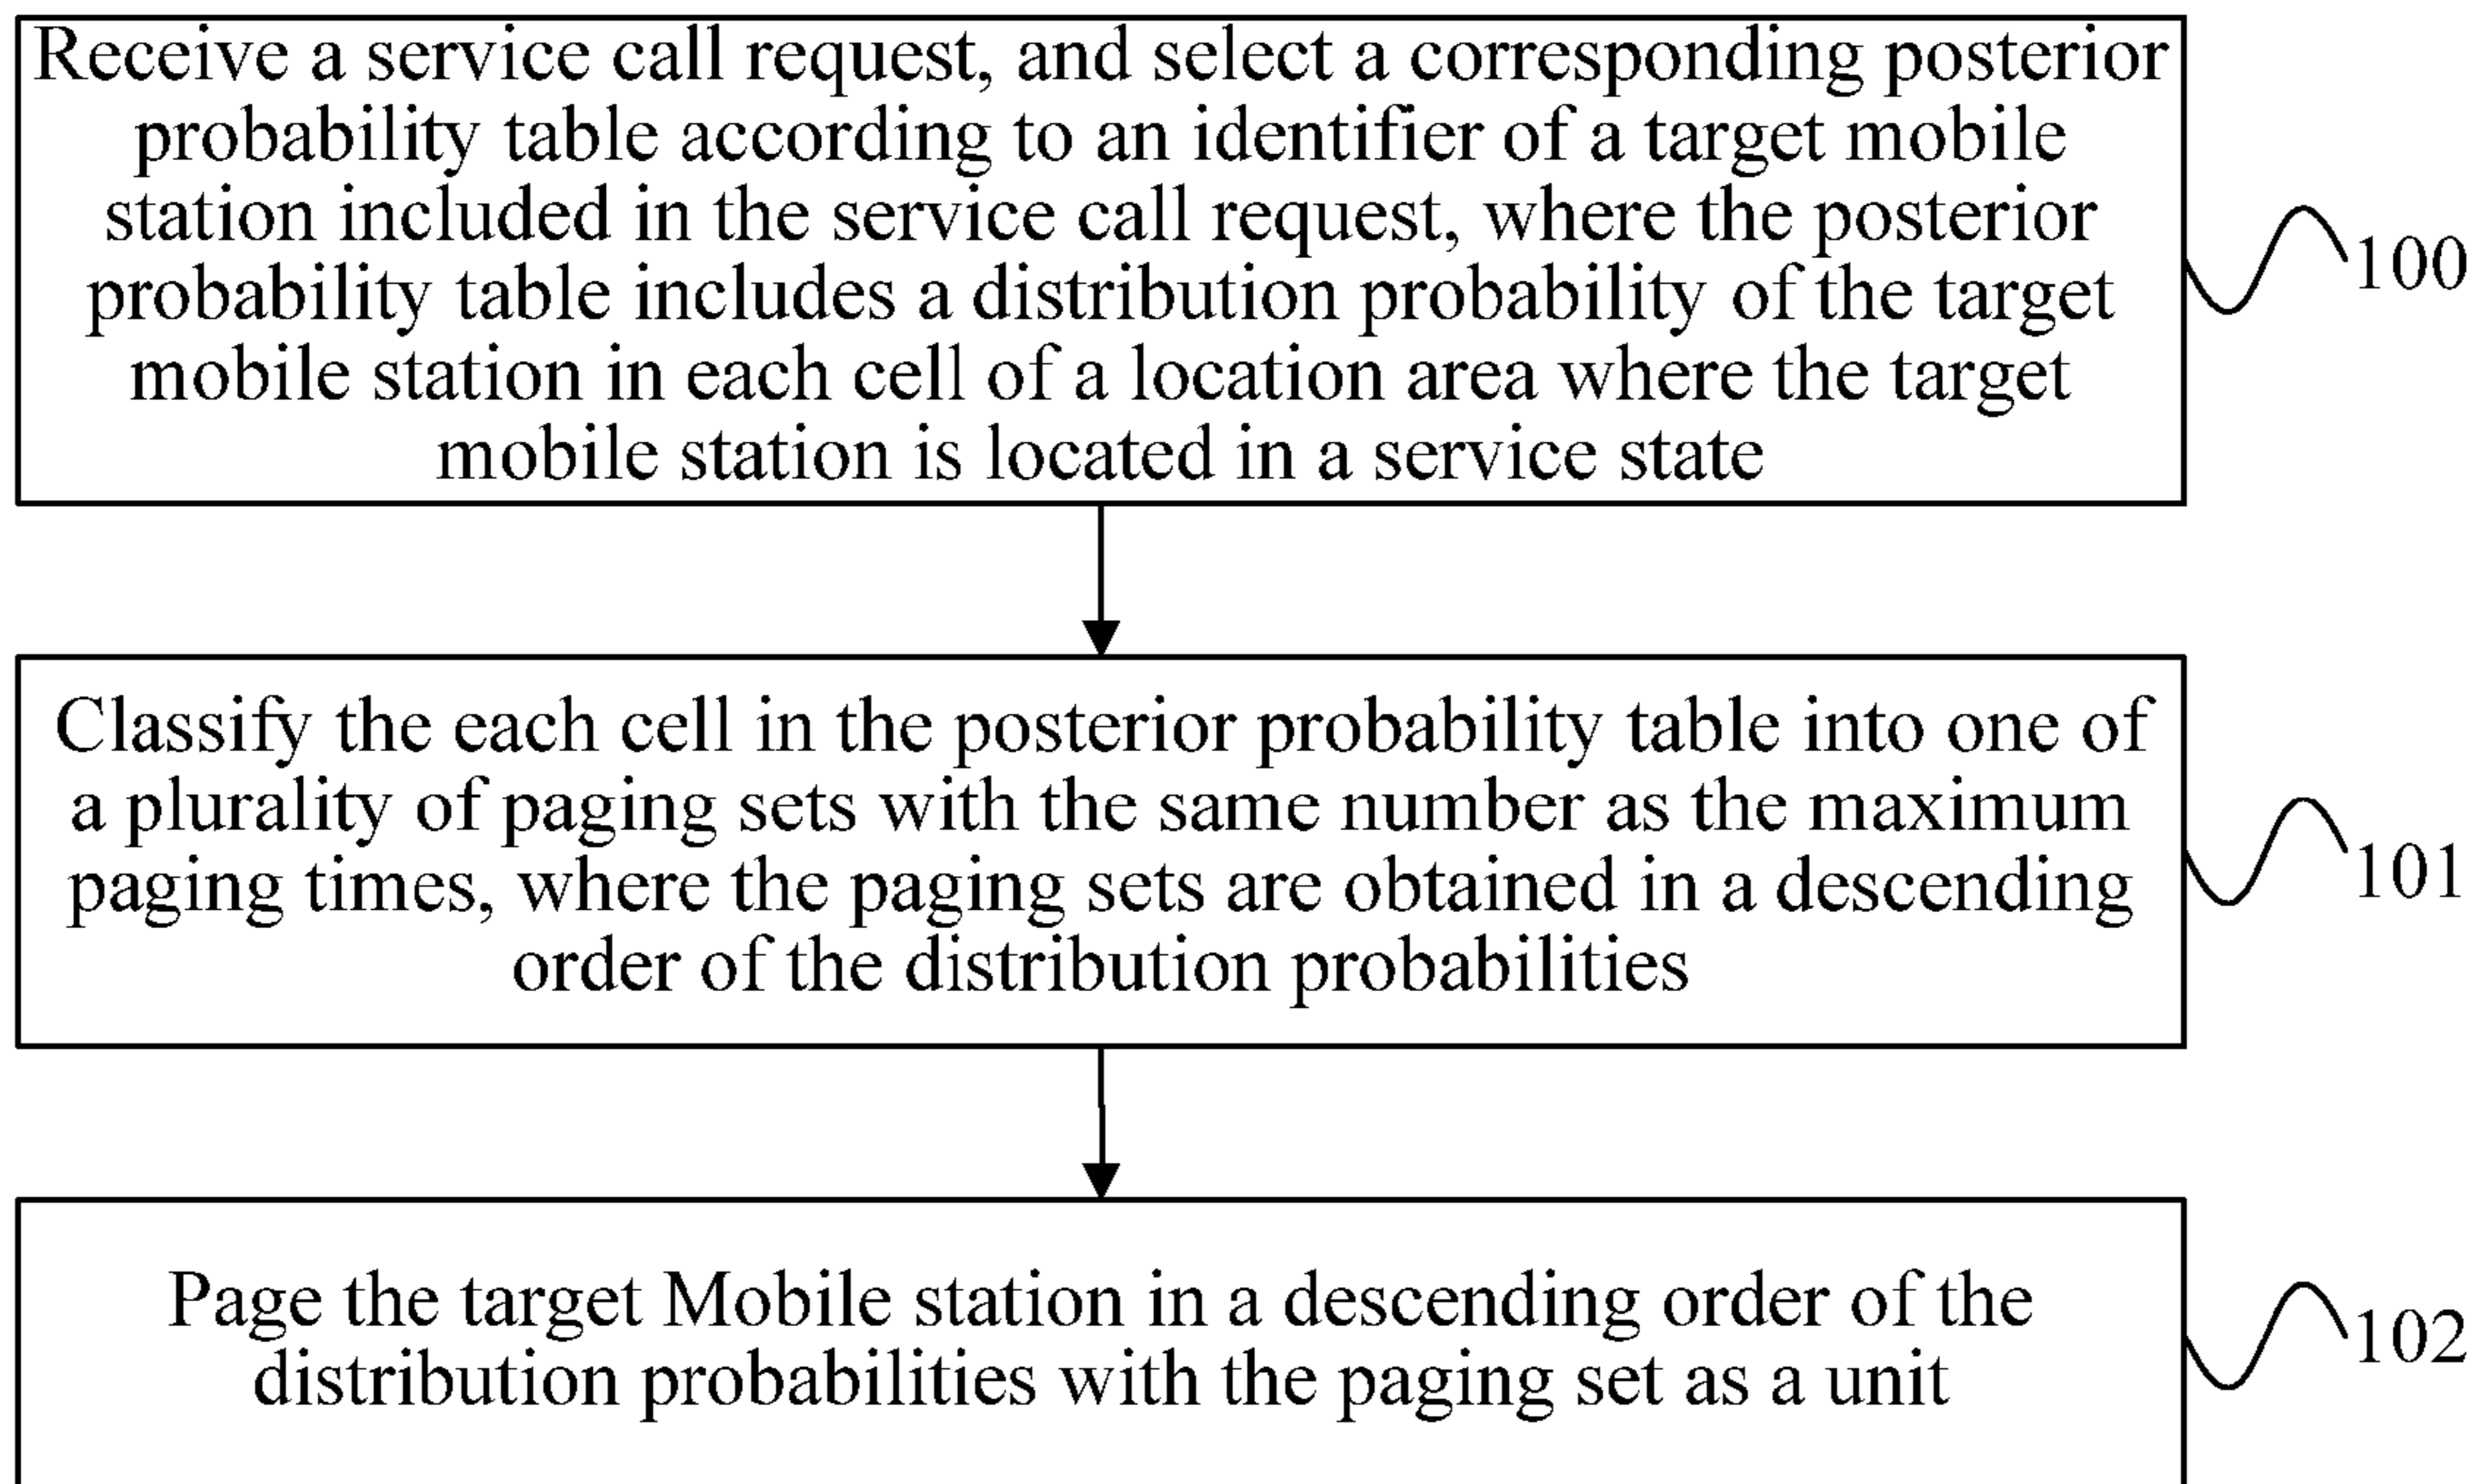 Receive a service call request, and select a corresponding posterior
probability table according to an identifier of a target mobile
station included in the service call request, where the posterior
probability table includes a distribution probability of the target
mobile station in each cell of a location area where the target
mobile station is located in a service state
100
Classify the each cell in the posterior probability table into one of
a plurality of paging sets with the same number as the maximum
paging times, where the paging sets are obtained in a descending
order of the distribution probabilities
101
Page the target Mobile station in a descending order of the
distribution probabilities with the paging set as a unit
102